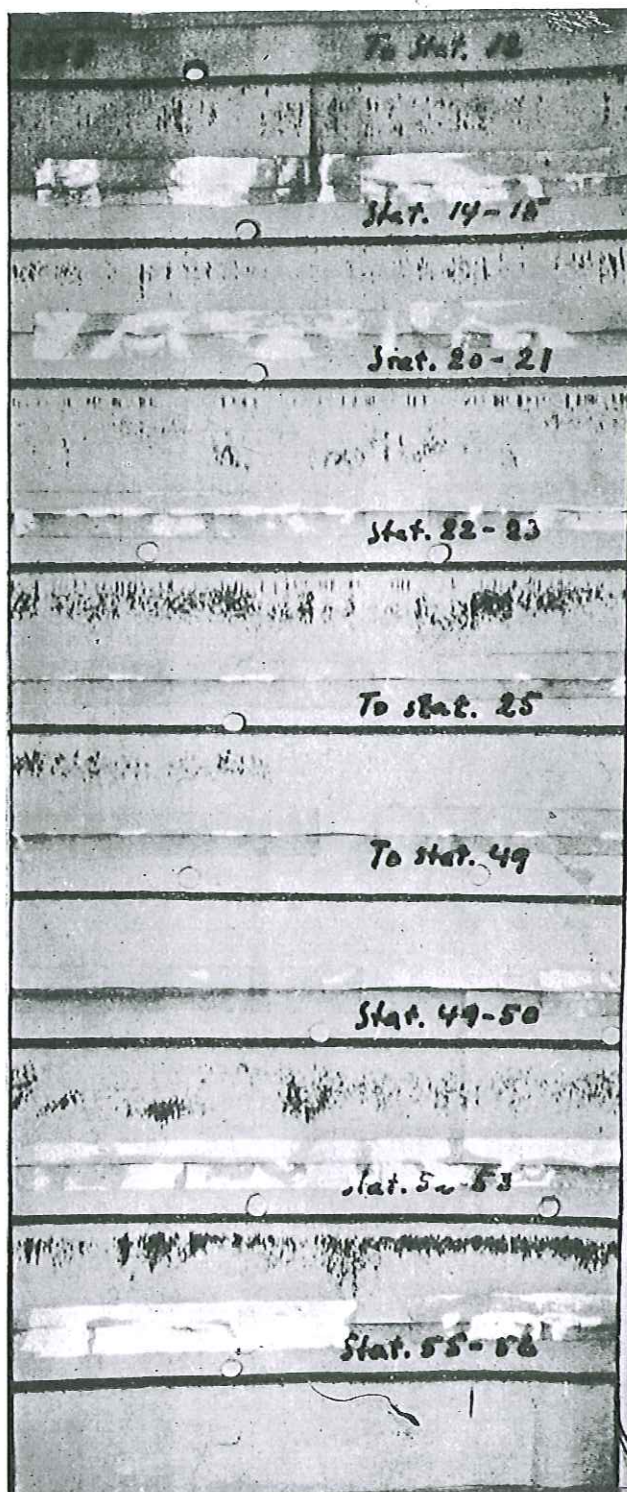 To Stat. 12
Stat. 14-15
Stat. 20-21
Stat. 22-23
To stat. 25
To stat. 49
Stat. 49-50
Stat. 55-56